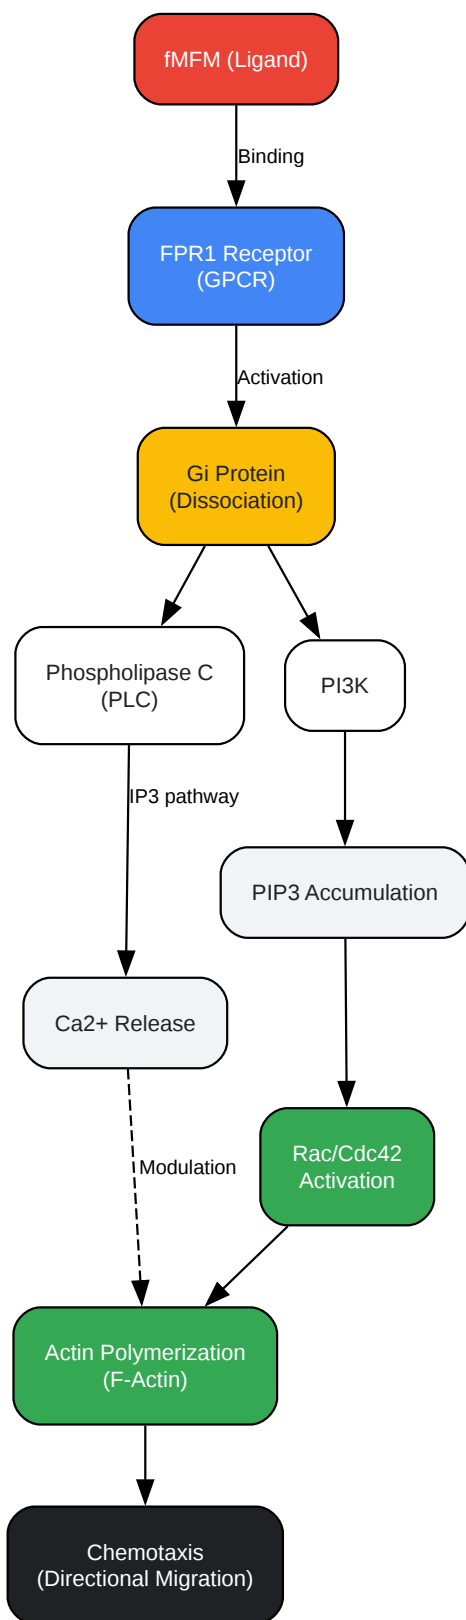 fMFM (Ligand)
Binding
FPR1 Receptor
(GPCR)
Activation
Gi Protein
(Dissociation)
Phospholipase C
(PLC)
PI3K
IP3 pathway
PIP3 Accumulation
Ca2+ Release
Rac/Cdc42
Activation
Modulation
Actin Polymerization
(F-Actin)
Chemotaxis
(Directional Migration)